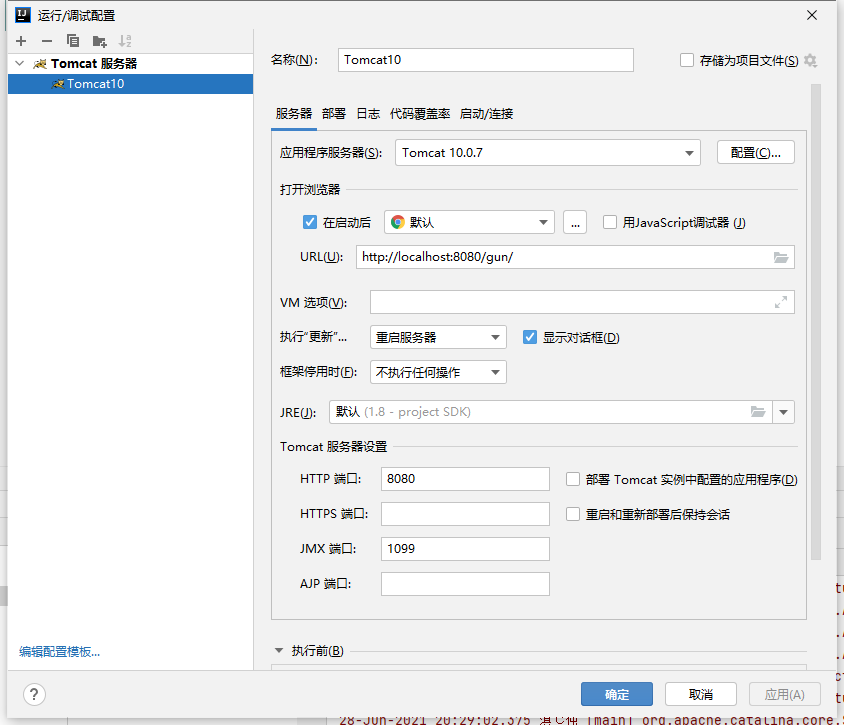 运行/调试配置
Tomcat 服务器
Tomcat10
名称(N):
Tomcat10
存储为项目文件(S)
服务器 部署 日志 代码覆盖率 启动/连接
应用程序服务器(S):
Tomcat 10.0.7
配置(C)...
打开浏览器
在启动后
默认
...
用JavaScript调试器 (J)
URL(U):
http://localhost:8080/gun/
VM 选项(V):
执行“更新”...
重启服务器
显示对话框(D)
框架停用时(F):
不执行任何操作
JRE(J):
默认 (1.8 - project SDK)
Tomcat 服务器设置
HTTP 端口:
8080
部署 Tomcat 实例中配置的应用程序(D)
HTTPS 端口:
重启和重新部署后保持会话
JMX 端口:
1099
AJP 端口:
执行前(B)
编辑配置模板...
?
确定
取消
应用(A)
28-Jun-2021 20:29:02.375 [main] org.apache.catalina.core.